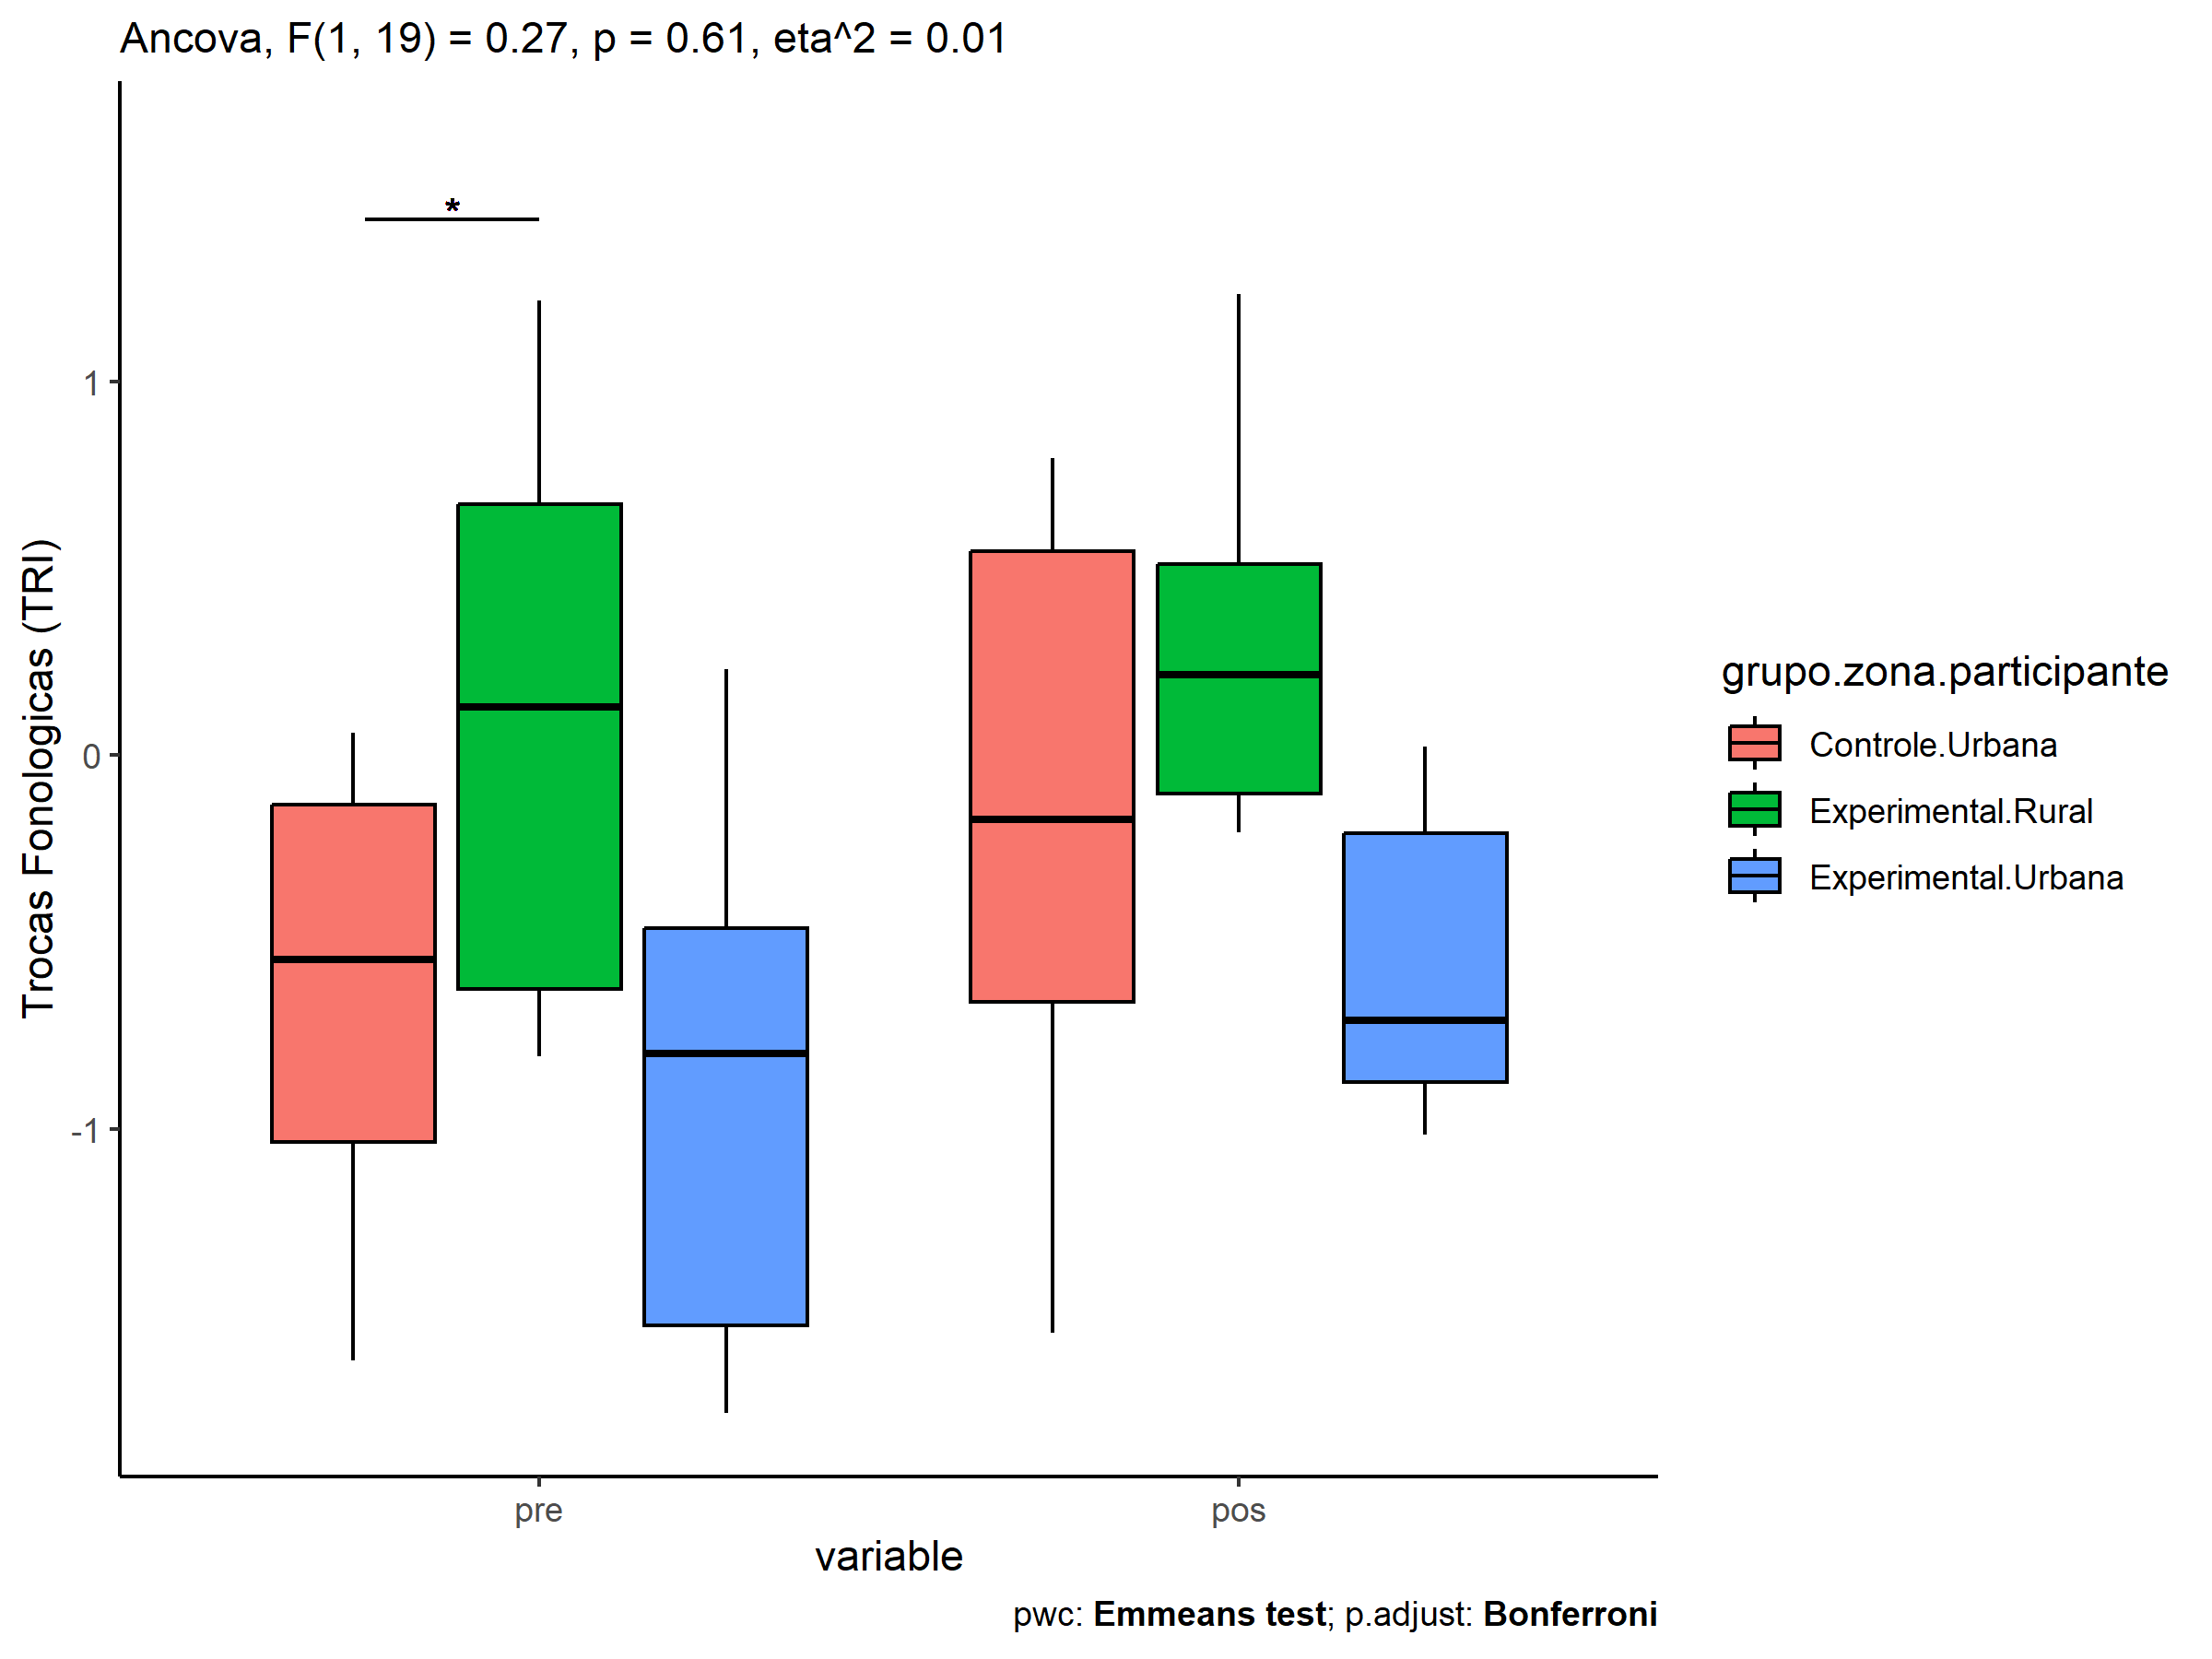 Ancova, F(1, 19) = 0.27, p = 0.61, eta^2 = 0.01
*
1
0
-1
Trocas Fonologicas (TRI)
pre
pos
variable
pwc: Emmeans test; p.adjust: Bonferroni
grupo.zona.participante
Controle.Urbana
Experimental.Rural
Experimental.Urbana